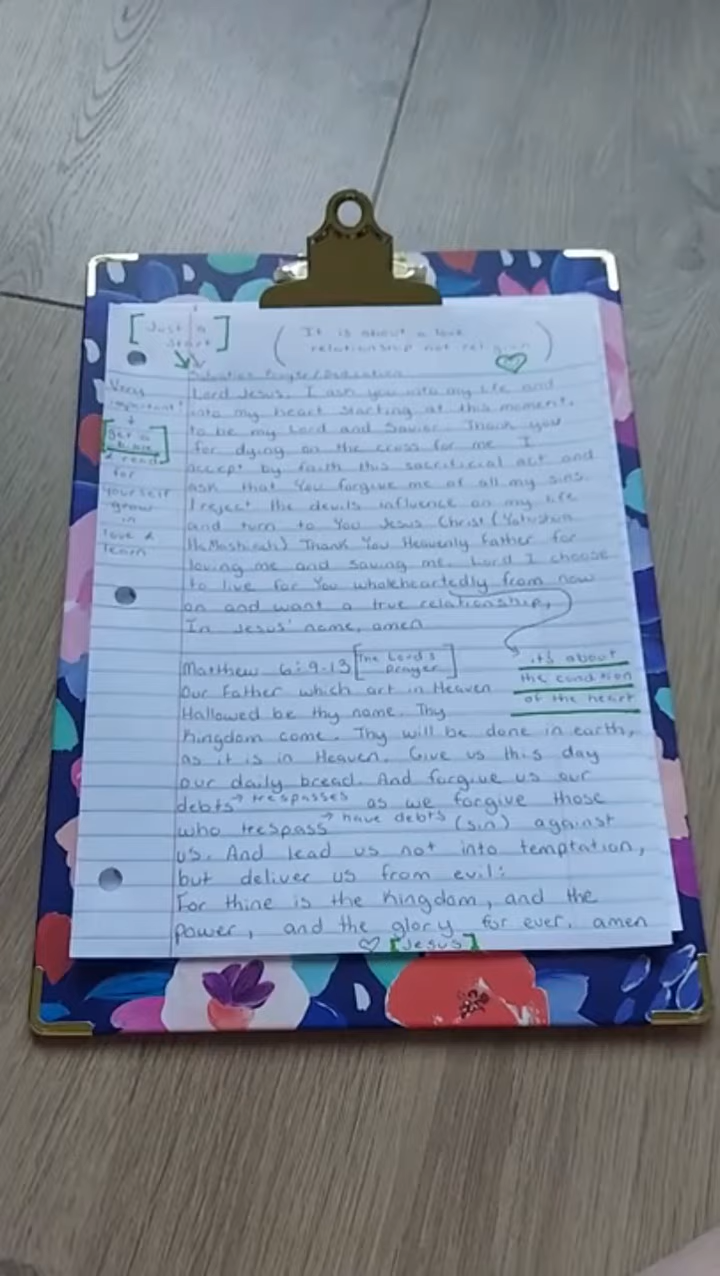 [Just a start]
(It is about a love
relationship not religion)
Salvation Prayer/Dedication
Lord Jesus, I ask you into my life and
into my heart starting at this moment.
to be my Lord and Savior. Thank you
for dying on the cross for me. I
accept by faith this sacrificial act and
ask that You forgive me of all my sins.
I reject the devils influence on my life
and turn to You Jesus Christ (Yahushua
HaMashiach) Thank You Heavenly Father for
loving me and saving me. Lord I choose
to live for You wholeheartedly from now
on and want a true relationship,
In Jesus' name, amen
Very
important
[Get a
bible]
& read
for
yourself
grow
in
love &
learn
it's about
the condition
of the heart
Matthew 6:9-13 [The Lord's
prayer]
Our Father which art in Heaven
Hallowed be thy name. Thy
Kingdom come. Thy will be done in earth,
as it is in Heaven. Give us this day
our daily bread. And forgive us our
debts → trespasses as we forgive those
who trespass → have debts (sin) against
us. And lead us not into temptation,
but deliver us from evil:
For thine is the Kingdom, and the
power, and the glory, for ever. amen
♡ [Jesus]